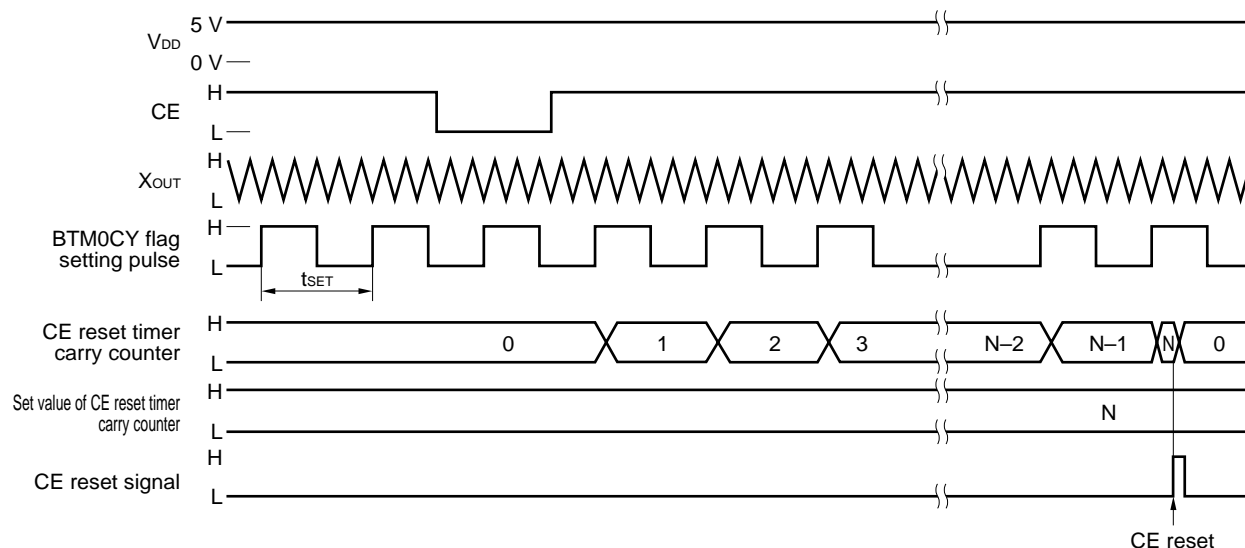 5 V
VDD
0 V
H
CE
L
H
XOUT
L
BTM0CY flag
setting pulse
H
L
tSET
CE reset timer
carry counter
H
L
0 1 2 3 N–2 N–1 N 0
Set value of CE reset timer
carry counter
H
L
N
CE reset signal
H
L
CE reset